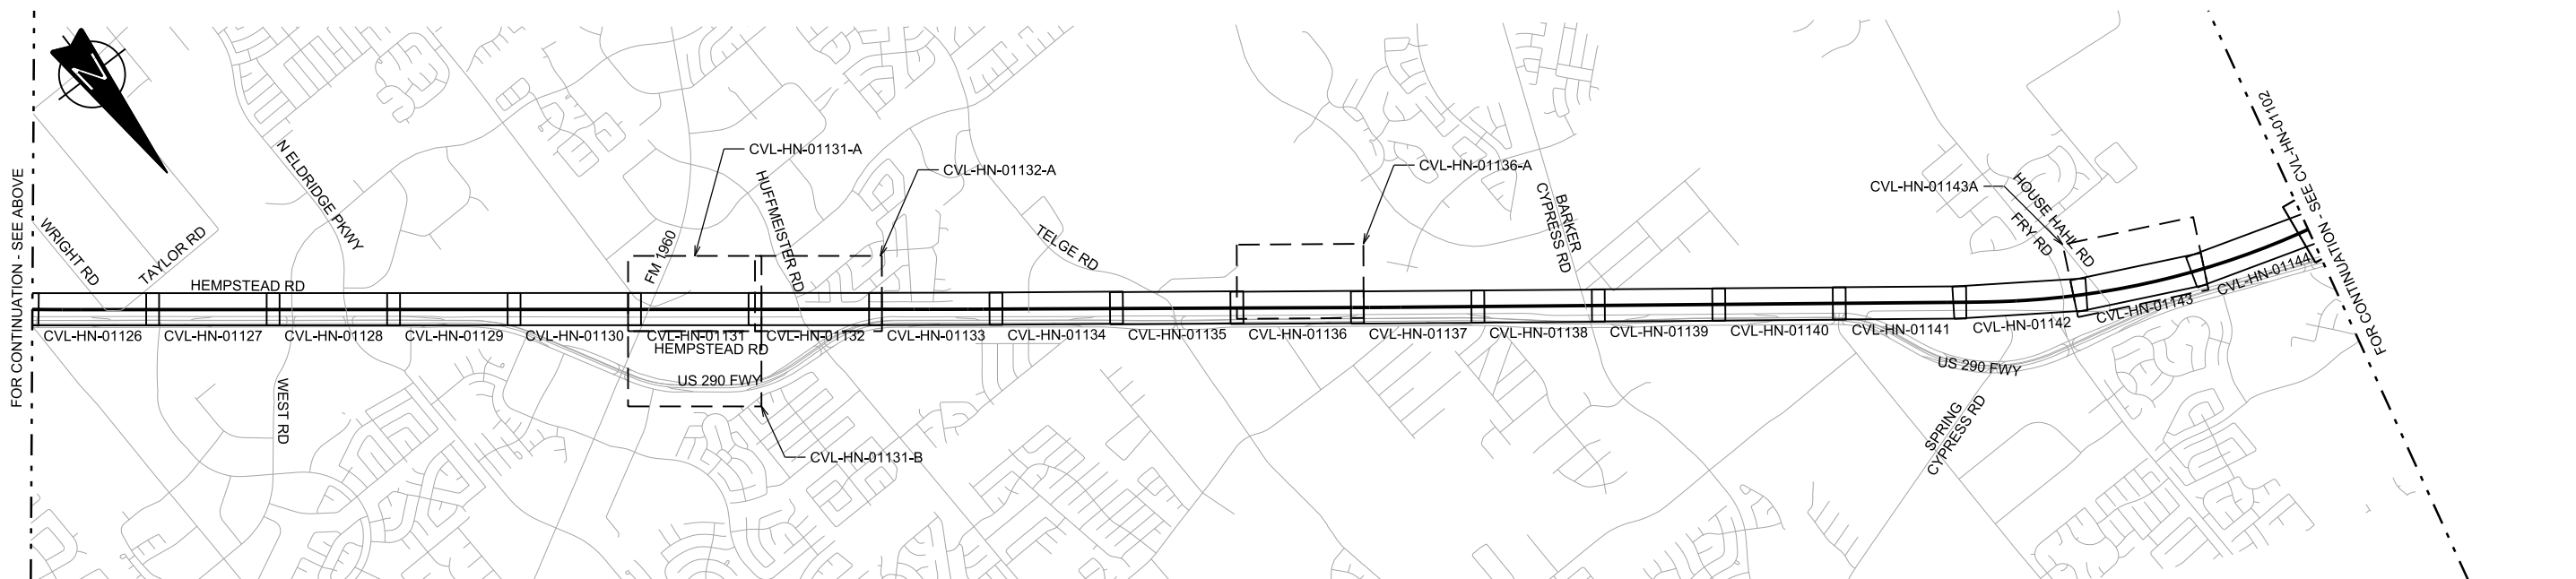 N
FOR CONTINUATION - SEE ABOVE
WRIGHT RD
TAYLOR RD
HEMPSTEAD RD
N ELDRIDGE PKWY
WEST RD
FM 1960
CVL-HN-01131-A
HUFFMEISTER RD
CVL-HN-01132-A
TELGE RD
CVL-HN-01136-A
BARKER
CYPRESS RD
CVL-HN-01143A
HOUSE HAHL RD
FRY RD
FOR CONTINUATION - SEE CVL-HN-01102
CVL-HN-01126
CVL-HN-01127
CVL-HN-01128
CVL-HN-01129
CVL-HN-01130
CVL-HN-01131
CVL-HN-01132
CVL-HN-01133
CVL-HN-01134
CVL-HN-01135
CVL-HN-01136
CVL-HN-01137
CVL-HN-01138
CVL-HN-01139
CVL-HN-01140
CVL-HN-01141
CVL-HN-01142
CVL-HN-01143
CVL-HN-01144
HEMPSTEAD RD
US 290 FWY
US 290 FWY
SPRING
CYPRESS RD
CVL-HN-01131-B